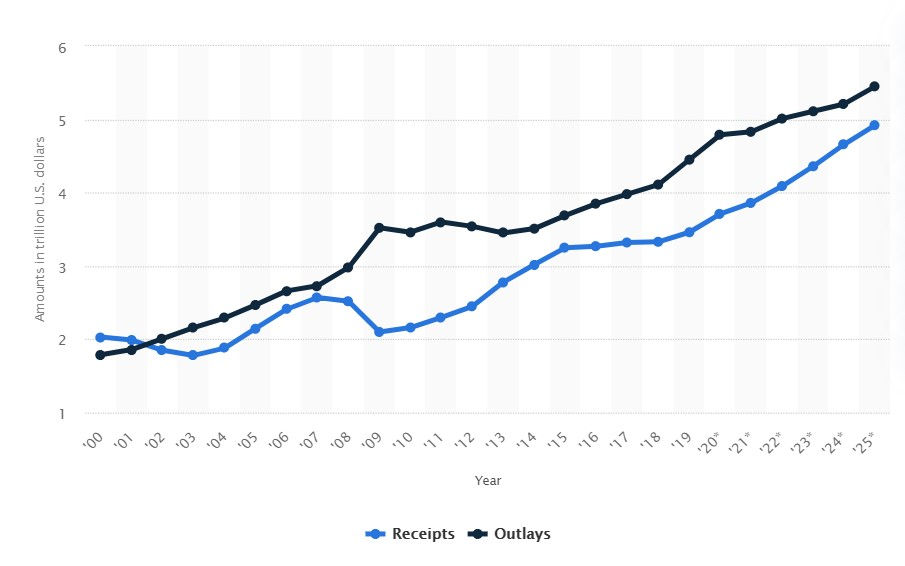 6
5
4
3
2
1
Amounts in trillion U.S. dollars
'00 '01 '02 '03 '04 '05 '06 '07 '08 '09 '10 '11 '12 '13 '14 '15 '16 '17 '18 '19 '20* '21* '22* '23* '24* '25*
Year
Receipts Outlays